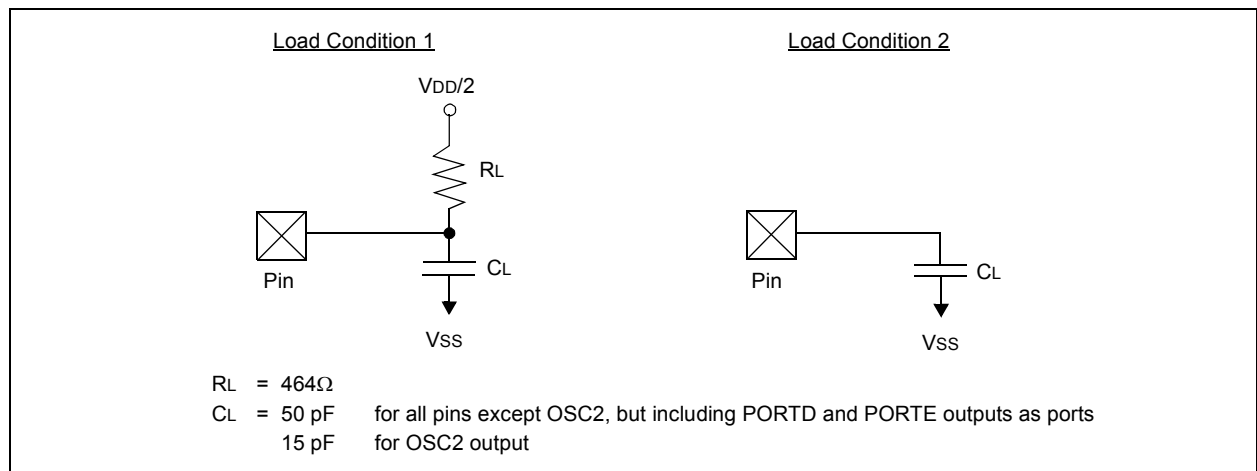 Load Condition 1
Load Condition 2
VDD/2
RL
Pin
CL
VSS
Pin
CL
VSS
RL = 464Ω
CL = 50 pF for all pins except OSC2, but including PORTD and PORTE outputs as ports
15 pF for OSC2 output